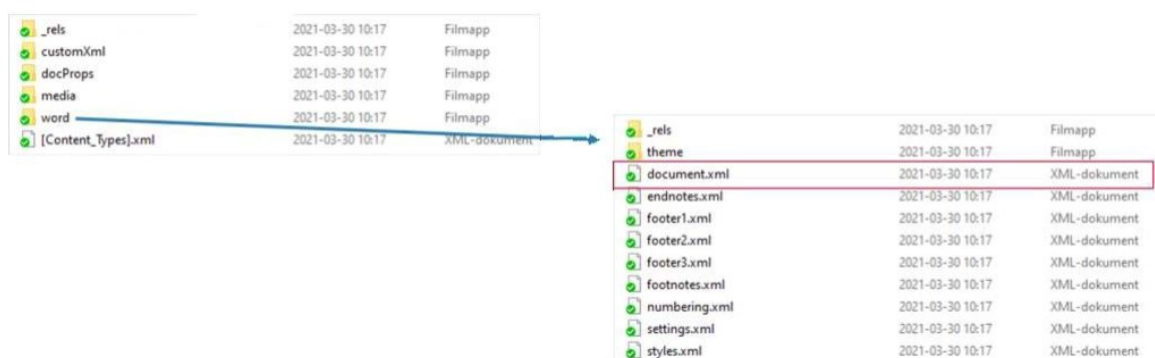 _rels 2021-03-30 10:17 Filmapp
customXml 2021-03-30 10:17 Filmapp
docProps 2021-03-30 10:17 Filmapp
media 2021-03-30 10:17 Filmapp
word 2021-03-30 10:17 Filmapp
[Content_Types].xml 2021-03-30 10:17 XML-dokument
_rels 2021-03-30 10:17 Filmapp
theme 2021-03-30 10:17 Filmapp
document.xml 2021-03-30 10:17 XML-dokument
endnotes.xml 2021-03-30 10:17 XML-dokument
footer1.xml 2021-03-30 10:17 XML-dokument
footer2.xml 2021-03-30 10:17 XML-dokument
footer3.xml 2021-03-30 10:17 XML-dokument
footnotes.xml 2021-03-30 10:17 XML-dokument
numbering.xml 2021-03-30 10:17 XML-dokument
settings.xml 2021-03-30 10:17 XML-dokument
styles.xml 2021-03-30 10:17 XML-dokument